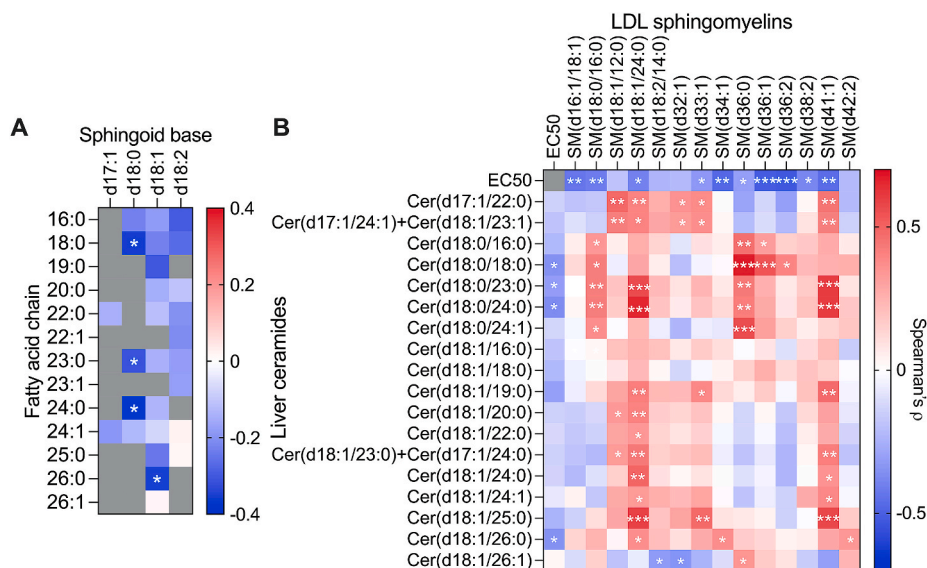 LDL sphingomyelins
A
Sphingoid base
d17:1
d18:0
d18:1
d18:2
16:0
18:0
19:0
20:0
22:0
22:1
23:0
23:1
24:0
24:1
25:0
26:0
26:1
Fatty acid chain
*
*
*
*
0.4
0.2
0
-0.2
-0.4
B
EC50
SM(d16:1/18:1)
SM(d18:0/16:0)
SM(d18:1/12:0)
SM(d18:1/24:0)
SM(d18:2/14:0)
SM(d32:1)
SM(d33:1)
SM(d34:1)
SM(d36:0)
SM(d36:1)
SM(d36:2)
SM(d38:2)
SM(d41:1)
SM(d42:2)
Liver ceramides
EC50 ** ** * * ** * ****** * **
Cer(d17:1/22:0) ** * * * **
Cer(d17:1/24:1)+Cer(d18:1/23:1) ** * * * **
Cer(d18:0/16:0) * ** *
Cer(d18:0/18:0) * * *** *** *
Cer(d18:0/23:0) * ** *** ** ***
Cer(d18:0/24:0) * ** *** ** ***
Cer(d18:0/24:1) * ***
Cer(d18:1/16:0)
Cer(d18:1/18:0)
Cer(d18:1/19:0) ** * **
Cer(d18:1/20:0) * **
Cer(d18:1/22:0) *
Cer(d18:1/23:0)+Cer(d17:1/24:0) * ** **
Cer(d18:1/24:0) ** *
Cer(d18:1/24:1) * *
Cer(d18:1/25:0) *** ** ***
Cer(d18:1/26:0) * * * *
Cer(d18:1/26:1) * * *
0.5
0
-0.5
Spearman's ρ